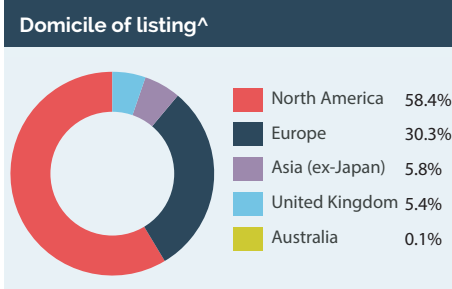 Domicile of listing^
North America 58.4%
Europe 30.3%
Asia (ex-Japan) 5.8%
United Kingdom 5.4%
Australia 0.1%